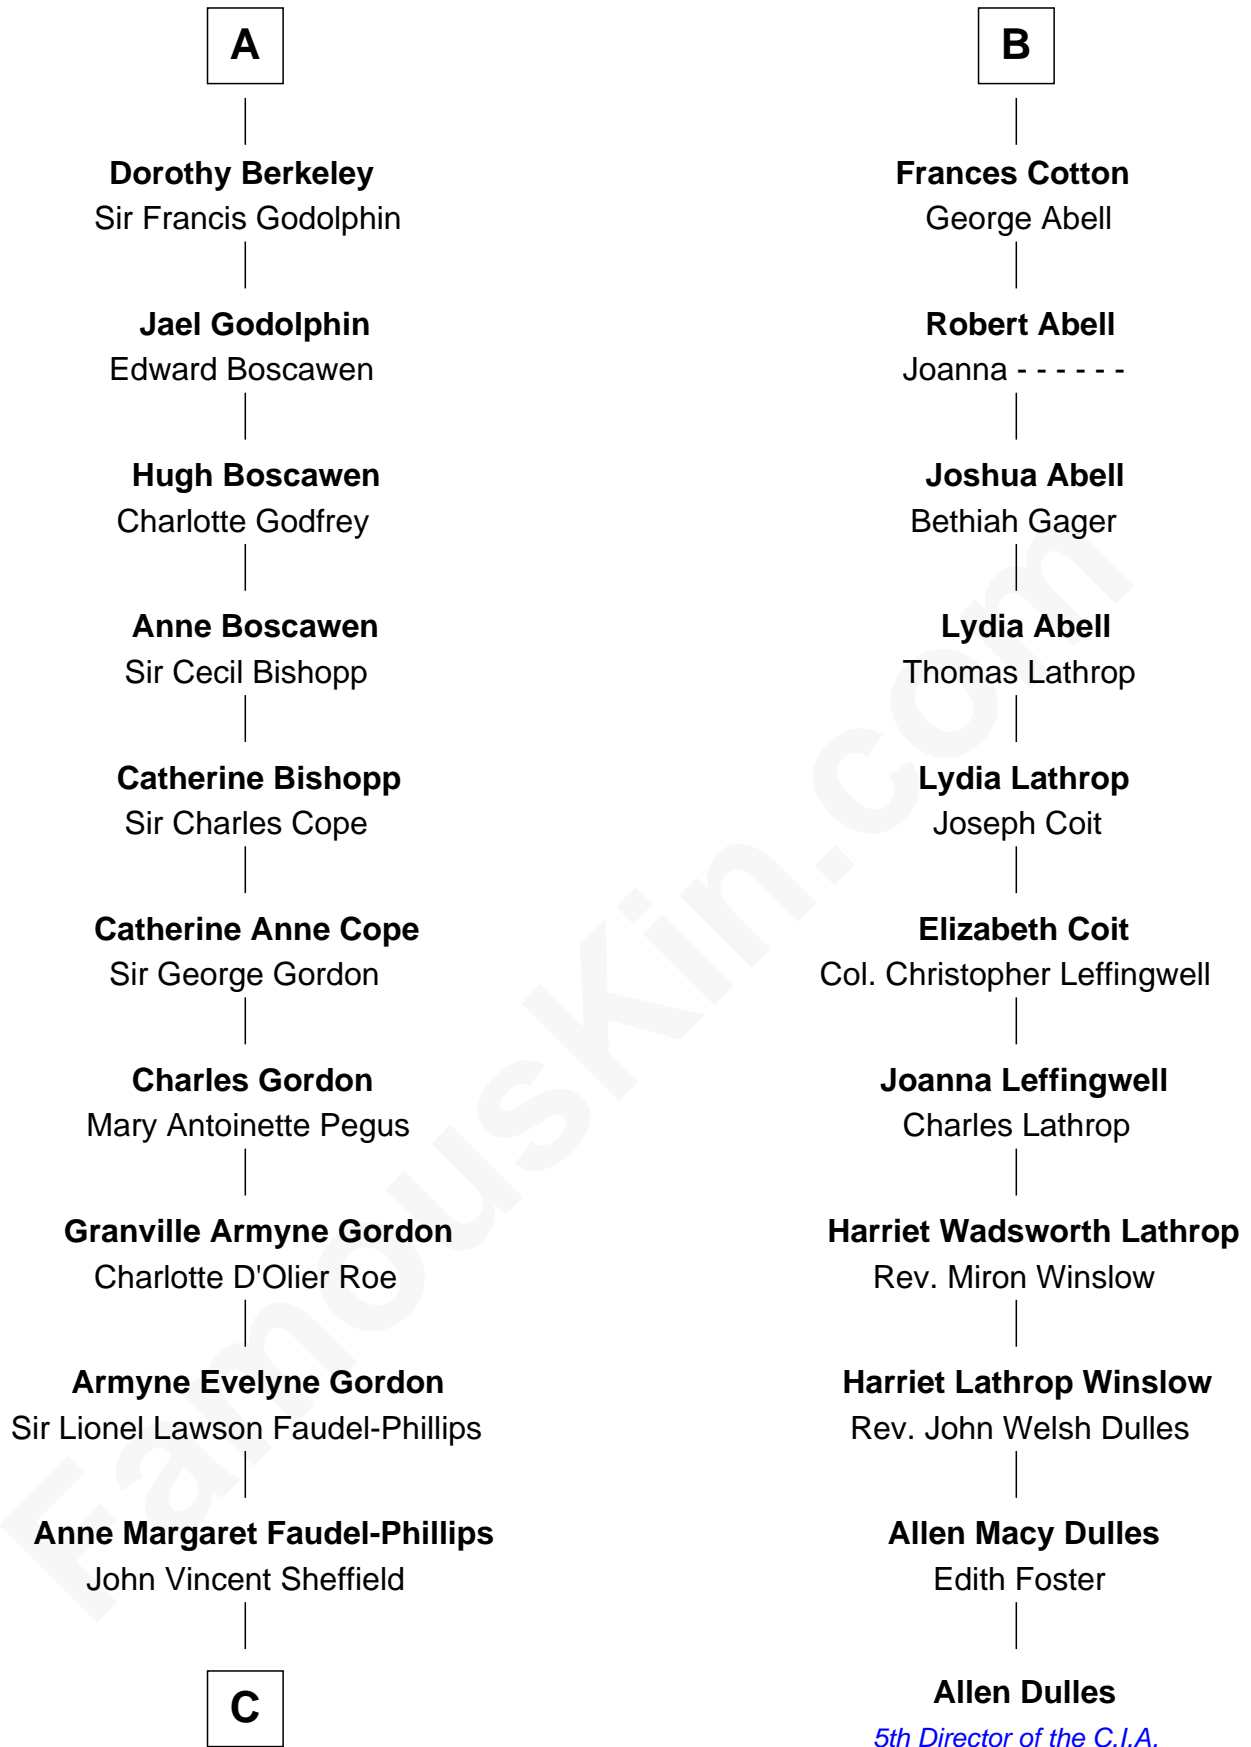 A
Dorothy Berkeley
Sir Francis Godolphin
Jael Godolphin
Edward Boscawen
Hugh Boscawen
Charlotte Godfrey
Anne Boscawen
Sir Cecil Bishopp
Catherine Bishopp
Sir Charles Cope
Catherine Anne Cope
Sir George Gordon
Charles Gordon
Mary Antoinette Pegus
Granville Armyne Gordon
Charlotte D'Olier Roe
Armyne Evelyne Gordon
Sir Lionel Lawson Faudel-Phillips
Anne Margaret Faudel-Phillips
John Vincent Sheffield
C
B
Frances Cotton
George Abell
Robert Abell
Joanna - - - - - -
Joshua Abell
Bethiah Gager
Lydia Abell
Thomas Lathrop
Lydia Lathrop
Joseph Coit
Elizabeth Coit
Col. Christopher Leffingwell
Joanna Leffingwell
Charles Lathrop
Harriet Wadsworth Lathrop
Rev. Miron Winslow
Harriet Lathrop Winslow
Rev. John Welsh Dulles
Allen Macy Dulles
Edith Foster
Allen Dulles
5th Director of the C.I.A.
FamousKin.com